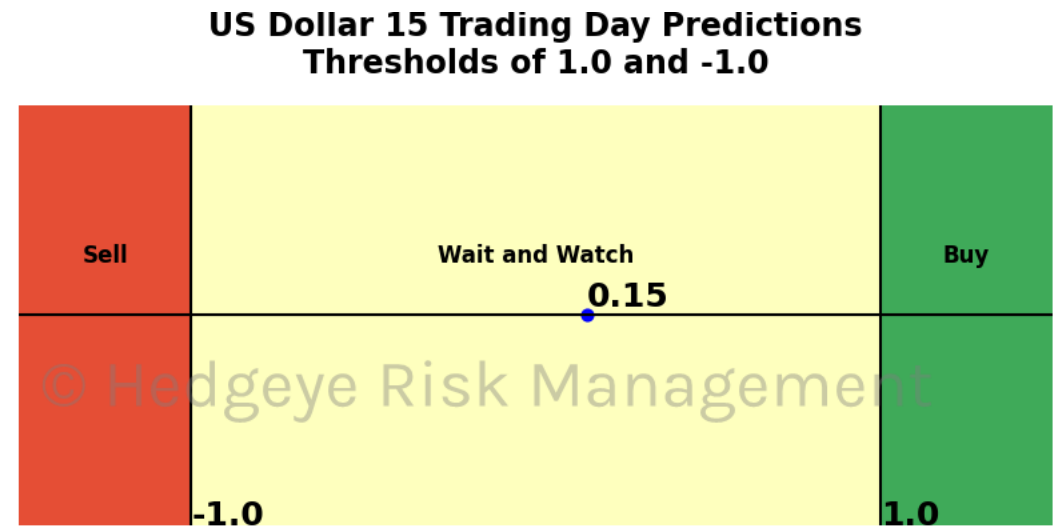 US Dollar 15 Trading Day Predictions
Thresholds of 1.0 and -1.0
Sell
Wait and Watch
Buy
0.15
© Hedgeye Risk Management
-1.0
1.0